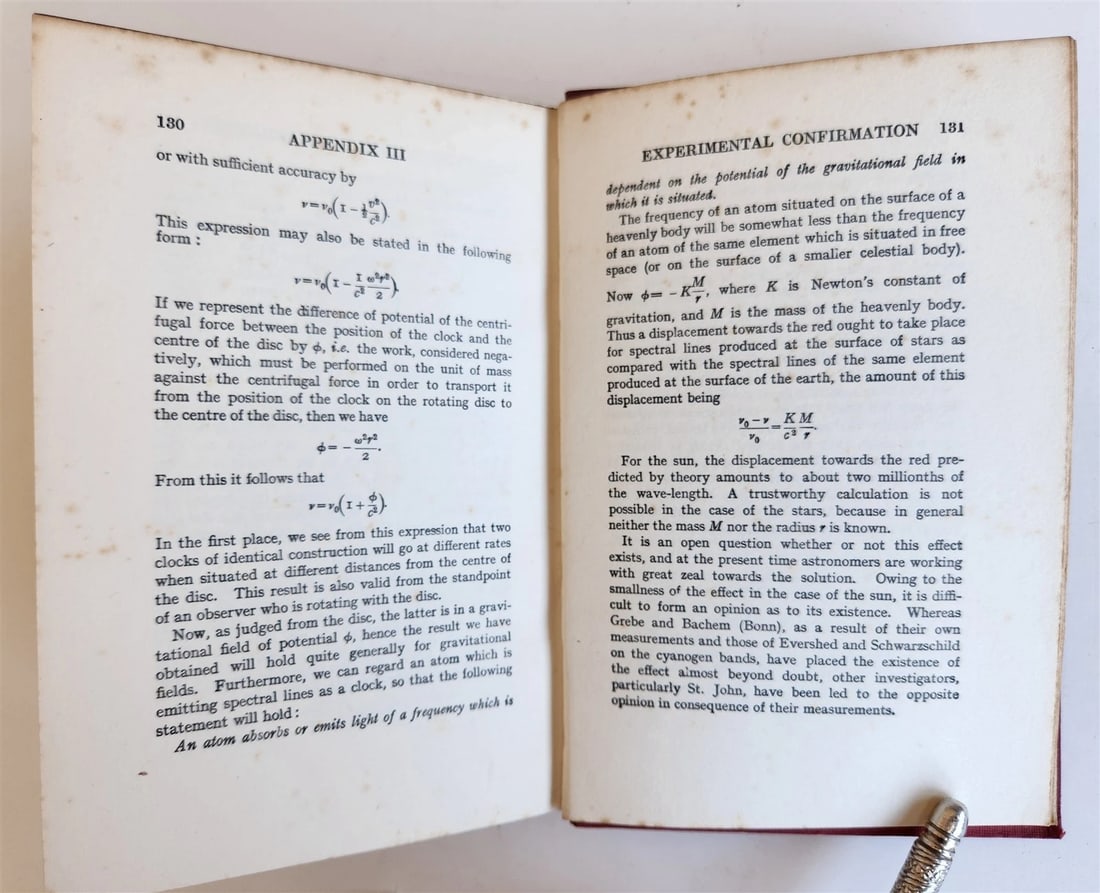 130
APPENDIX III
or with sufficient accuracy by
ν=ν₀(1 − ½ v²/c²).
This expression may also be stated in the following
form :
ν=ν₀(1 − 1/c² ω²r²/2).
If we represent the difference of potential of the centri-
fugal force between the position of the clock and the
centre of the disc by ϕ, i.e. the work, considered nega-
tively, which must be performed on the unit of mass
against the centrifugal force in order to transport it
from the position of the clock on the rotating disc to
the centre of the disc, then we have
ϕ= − ω²r²/2.
From this it follows that
ν=ν₀(1 + ϕ/c²).
In the first place, we see from this expression that two
clocks of identical construction will go at different rates
when situated at different distances from the centre of
the disc. This result is also valid from the standpoint
of an observer who is rotating with the disc.
Now, as judged from the disc, the latter is in a gravi-
tational field of potential ϕ, hence the result we have
obtained will hold quite generally for gravitational
fields. Furthermore, we can regard an atom which is
emitting spectral lines as a clock, so that the following
statement will hold :
An atom absorbs or emits light of a frequency which is
EXPERIMENTAL CONFIRMATION 131
dependent on the potential of the gravitational field in
which it is situated.
The frequency of an atom situated on the surface of a
heavenly body will be somewhat less than the frequency
of an atom of the same element which is situated in free
space (or on the surface of a smaller celestial body).
Now ϕ= −K M/r, where K is Newton's constant of
gravitation, and M is the mass of the heavenly body.
Thus a displacement towards the red ought to take place
for spectral lines produced at the surface of stars as
compared with the spectral lines of the same element
produced at the surface of the earth, the amount of this
displacement being
ν₀−ν/ν₀ = K/c² M/r.
For the sun, the displacement towards the red pre-
dicted by theory amounts to about two millionths of
the wave-length. A trustworthy calculation is not
possible in the case of the stars, because in general
neither the mass M nor the radius r is known.
It is an open question whether or not this effect
exists, and at the present time astronomers are working
with great zeal towards the solution. Owing to the
smallness of the effect in the case of the sun, it is diffi-
cult to form an opinion as to its existence. Whereas
Grebe and Bachem (Bonn), as a result of their own
measurements and those of Evershed and Schwarzschild
on the cyanogen bands, have placed the existence of
the effect almost beyond doubt, other investigators,
particularly St. John, have been led to the opposite
opinion in consequence of their measurements.